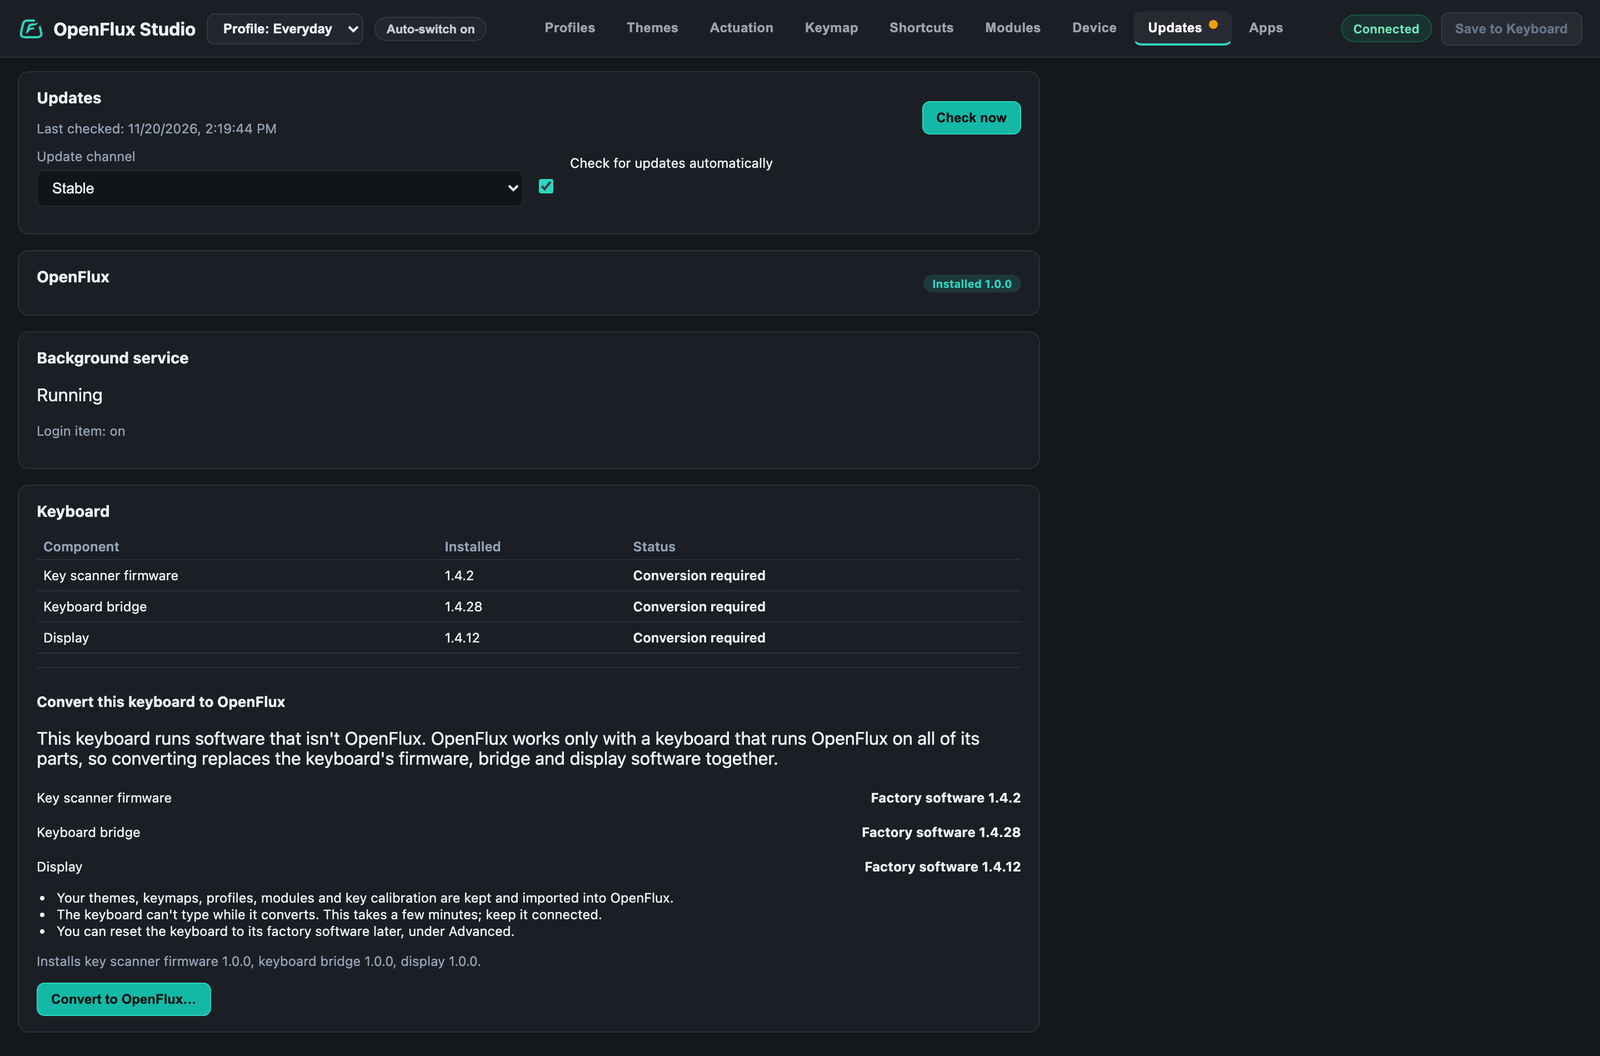 OpenFlux Studio
Profile: Everyday
Auto-switch on
Profiles
Themes
Actuation
Keymap
Shortcuts
Modules
Device
Updates
Apps
Connected
Save to Keyboard
Updates
Last checked: 11/20/2026, 2:19:44 PM
Check now
Update channel
Stable
Check for updates automatically
OpenFlux
Installed 1.0.0
Background service
Running
Login item: on
Keyboard
Component Installed Status
Key scanner firmware 1.4.2 Conversion required
Keyboard bridge 1.4.28 Conversion required
Display 1.4.12 Conversion required
Convert this keyboard to OpenFlux
This keyboard runs software that isn't OpenFlux. OpenFlux works only with a keyboard that runs OpenFlux on all of its
parts, so converting replaces the keyboard's firmware, bridge and display software together.
Key scanner firmware Factory software 1.4.2
Keyboard bridge Factory software 1.4.28
Display Factory software 1.4.12
• Your themes, keymaps, profiles, modules and key calibration are kept and imported into OpenFlux.
• The keyboard can't type while it converts. This takes a few minutes; keep it connected.
• You can reset the keyboard to its factory software later, under Advanced.
Installs key scanner firmware 1.0.0, keyboard bridge 1.0.0, display 1.0.0.
Convert to OpenFlux...